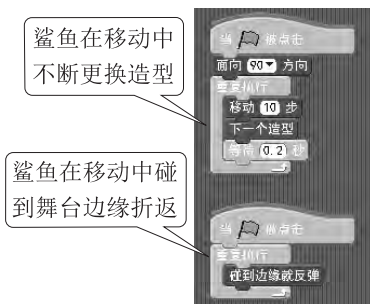 鲨鱼在移动中
不断更换造型
当 被点击
面向 90 方向
重复执行
移动 10 步
下一个造型
等待 0.2 秒
鲨鱼在移动中碰
到舞台边缘折返
当 被点击
重复执行
碰到边缘就反弹